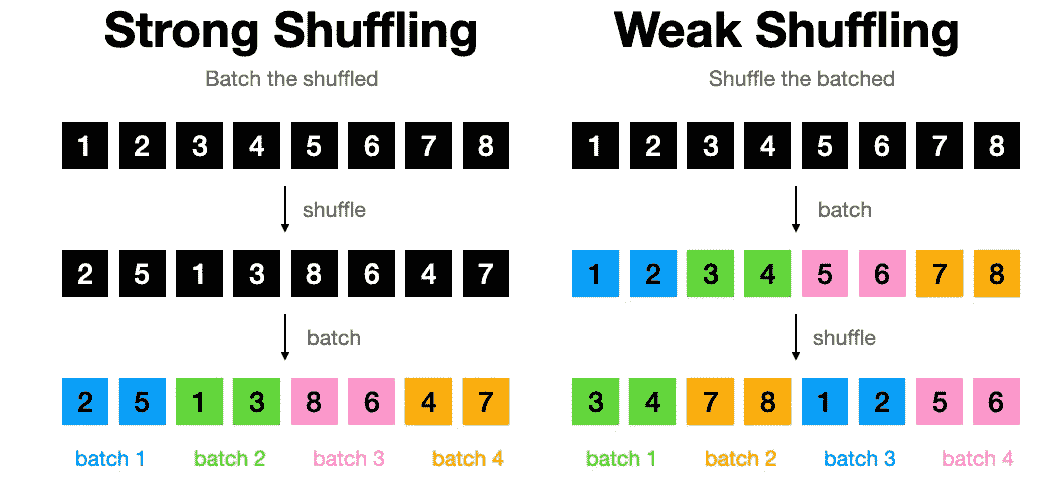 Strong Shuffling
Batch the shuffled
1 2 3 4 5 6 7 8
shuffle
2 5 1 3 8 6 4 7
batch
2 5 1 3 8 6 4 7
batch 1 batch 2 batch 3 batch 4
Weak Shuffling
Shuffle the batched
1 2 3 4 5 6 7 8
batch
1 2 3 4 5 6 7 8
shuffle
3 4 7 8 1 2 5 6
batch 1 batch 2 batch 3 batch 4